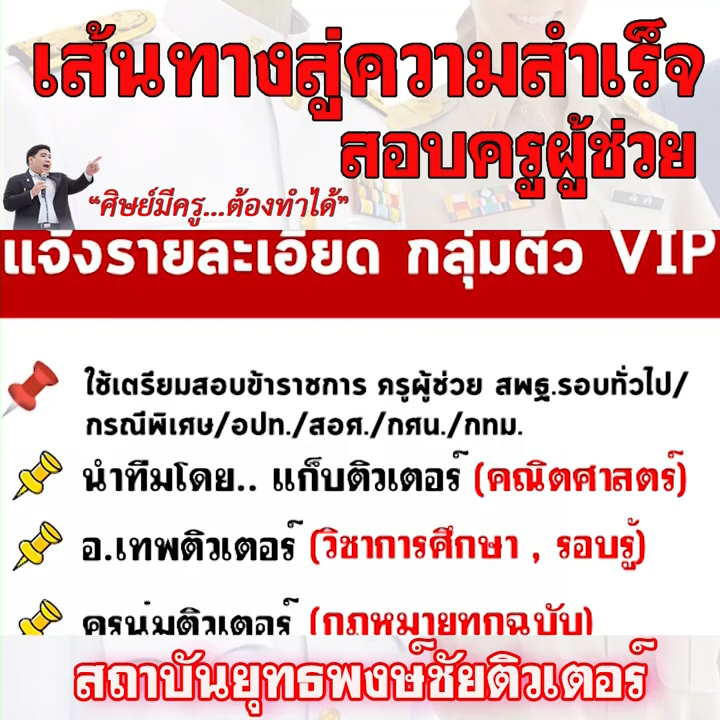 เส้นทางสู่ความสำเร็จ
สอบครูผู้ช่วย
“ศิษย์มีครู...ต้องทำได้”
แจ้งรายละเอียด กลุ่มติว VIP
ใช้เตรียมสอบข้าราชการ ครูผู้ช่วย สพฐ.รอบทั่วไป/
กรณีพิเศษ/อปท./สอศ./กศน./กทม.
นำทีมโดย.. แก็บติวเตอร์ (คณิตศาสตร์)
อ.เทพติวเตอร์ (วิชาการศึกษา , รอบรู้)
ครูนุ่มติวเตอร์ (กฎหมายทุกฉบับ)
สถาบันยุทธพงษ์ชัยติวเตอร์